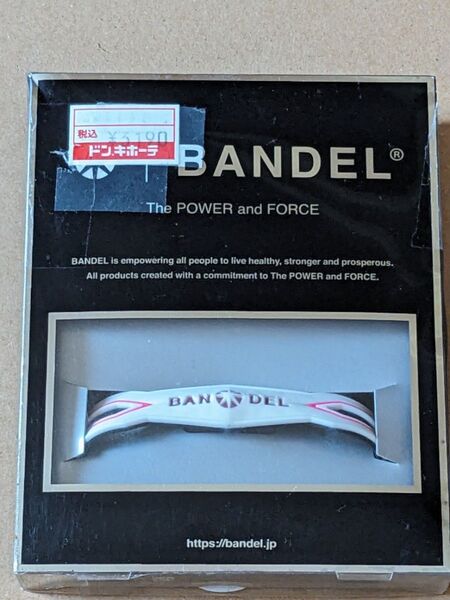 税込 ¥3190
ドン.キホーテ
BANDEL®
The POWER and FORCE
BANDEL is empowering all people to live healthy, stronger and prosperous.
All products created with a commitment to The POWER and FORCE.
BAN DEL
https://bandel.jp